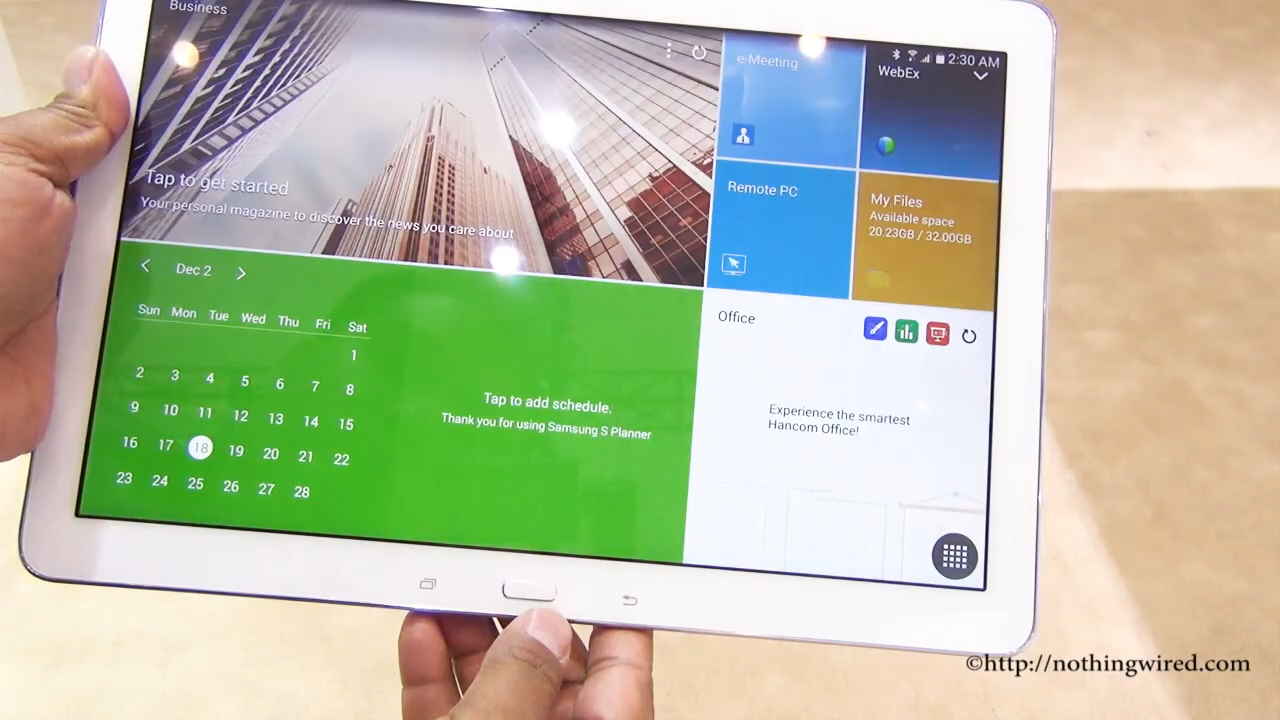 Business
Tap to get started
Your personal magazine to discover the news you care about
e-Meeting
2:30 AM
WebEx
Remote PC
My Files
Available space
20.23GB / 32.00GB
Dec 2
Sun Mon Tue Wed Thu Fri Sat
1
2 3 4 5 6 7 8
9 10 11 12 13 14 15
16 17 18 19 20 21 22
23 24 25 26 27 28
Tap to add schedule.
Thank you for using Samsung S Planner
Office
Experience the smartest
Hancom Office!
©http://nothingwired.com